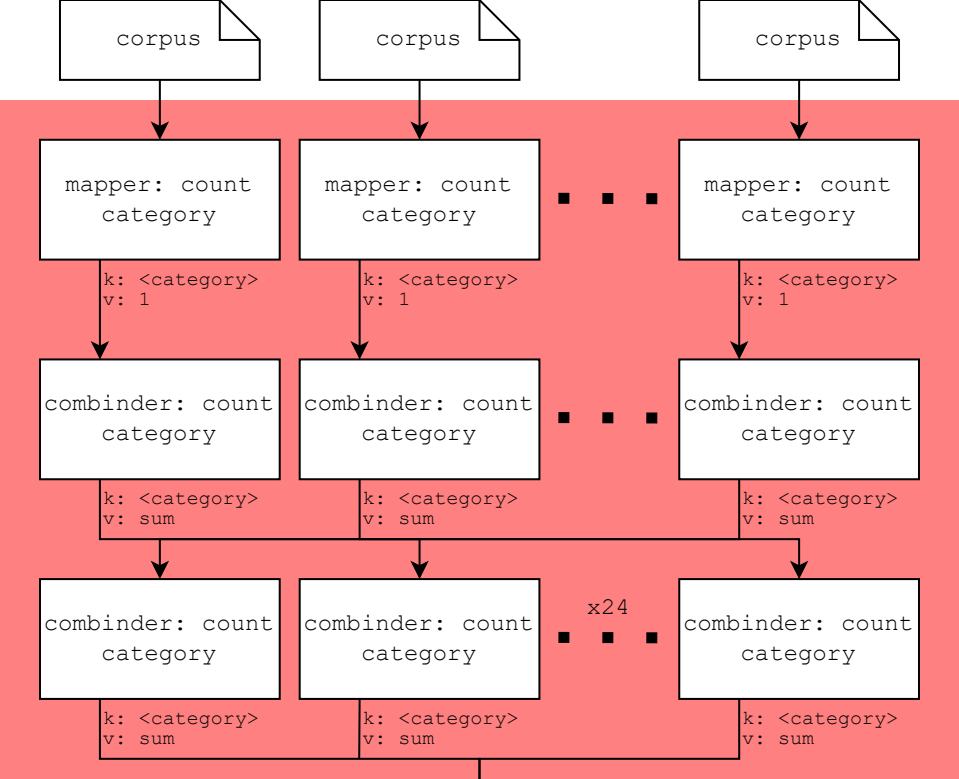 corpus
corpus
corpus
mapper: count
category
mapper: count
category
mapper: count
category
k: <category>
v: 1
k: <category>
v: 1
k: <category>
v: 1
combinder: count
category
combinder: count
category
combinder: count
category
k: <category>
v: sum
k: <category>
v: sum
k: <category>
v: sum
combinder: count
category
combinder: count
category
x24
combinder: count
category
k: <category>
v: sum
k: <category>
v: sum
k: <category>
v: sum